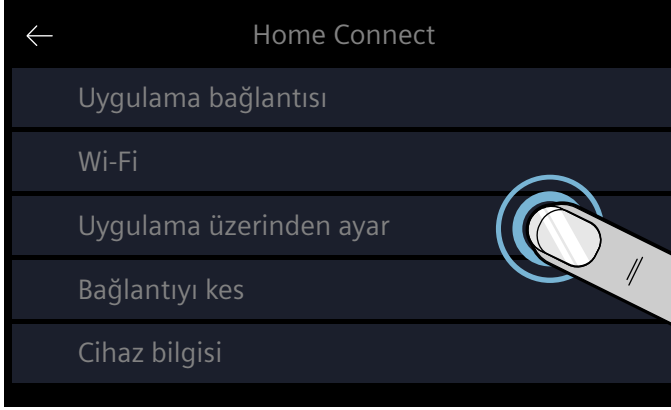 Home Connect
Uygulama bağlantısı
Wi-Fi
Uygulama üzerinden ayar
Bağlantıyı kes
Cihaz bilgisi